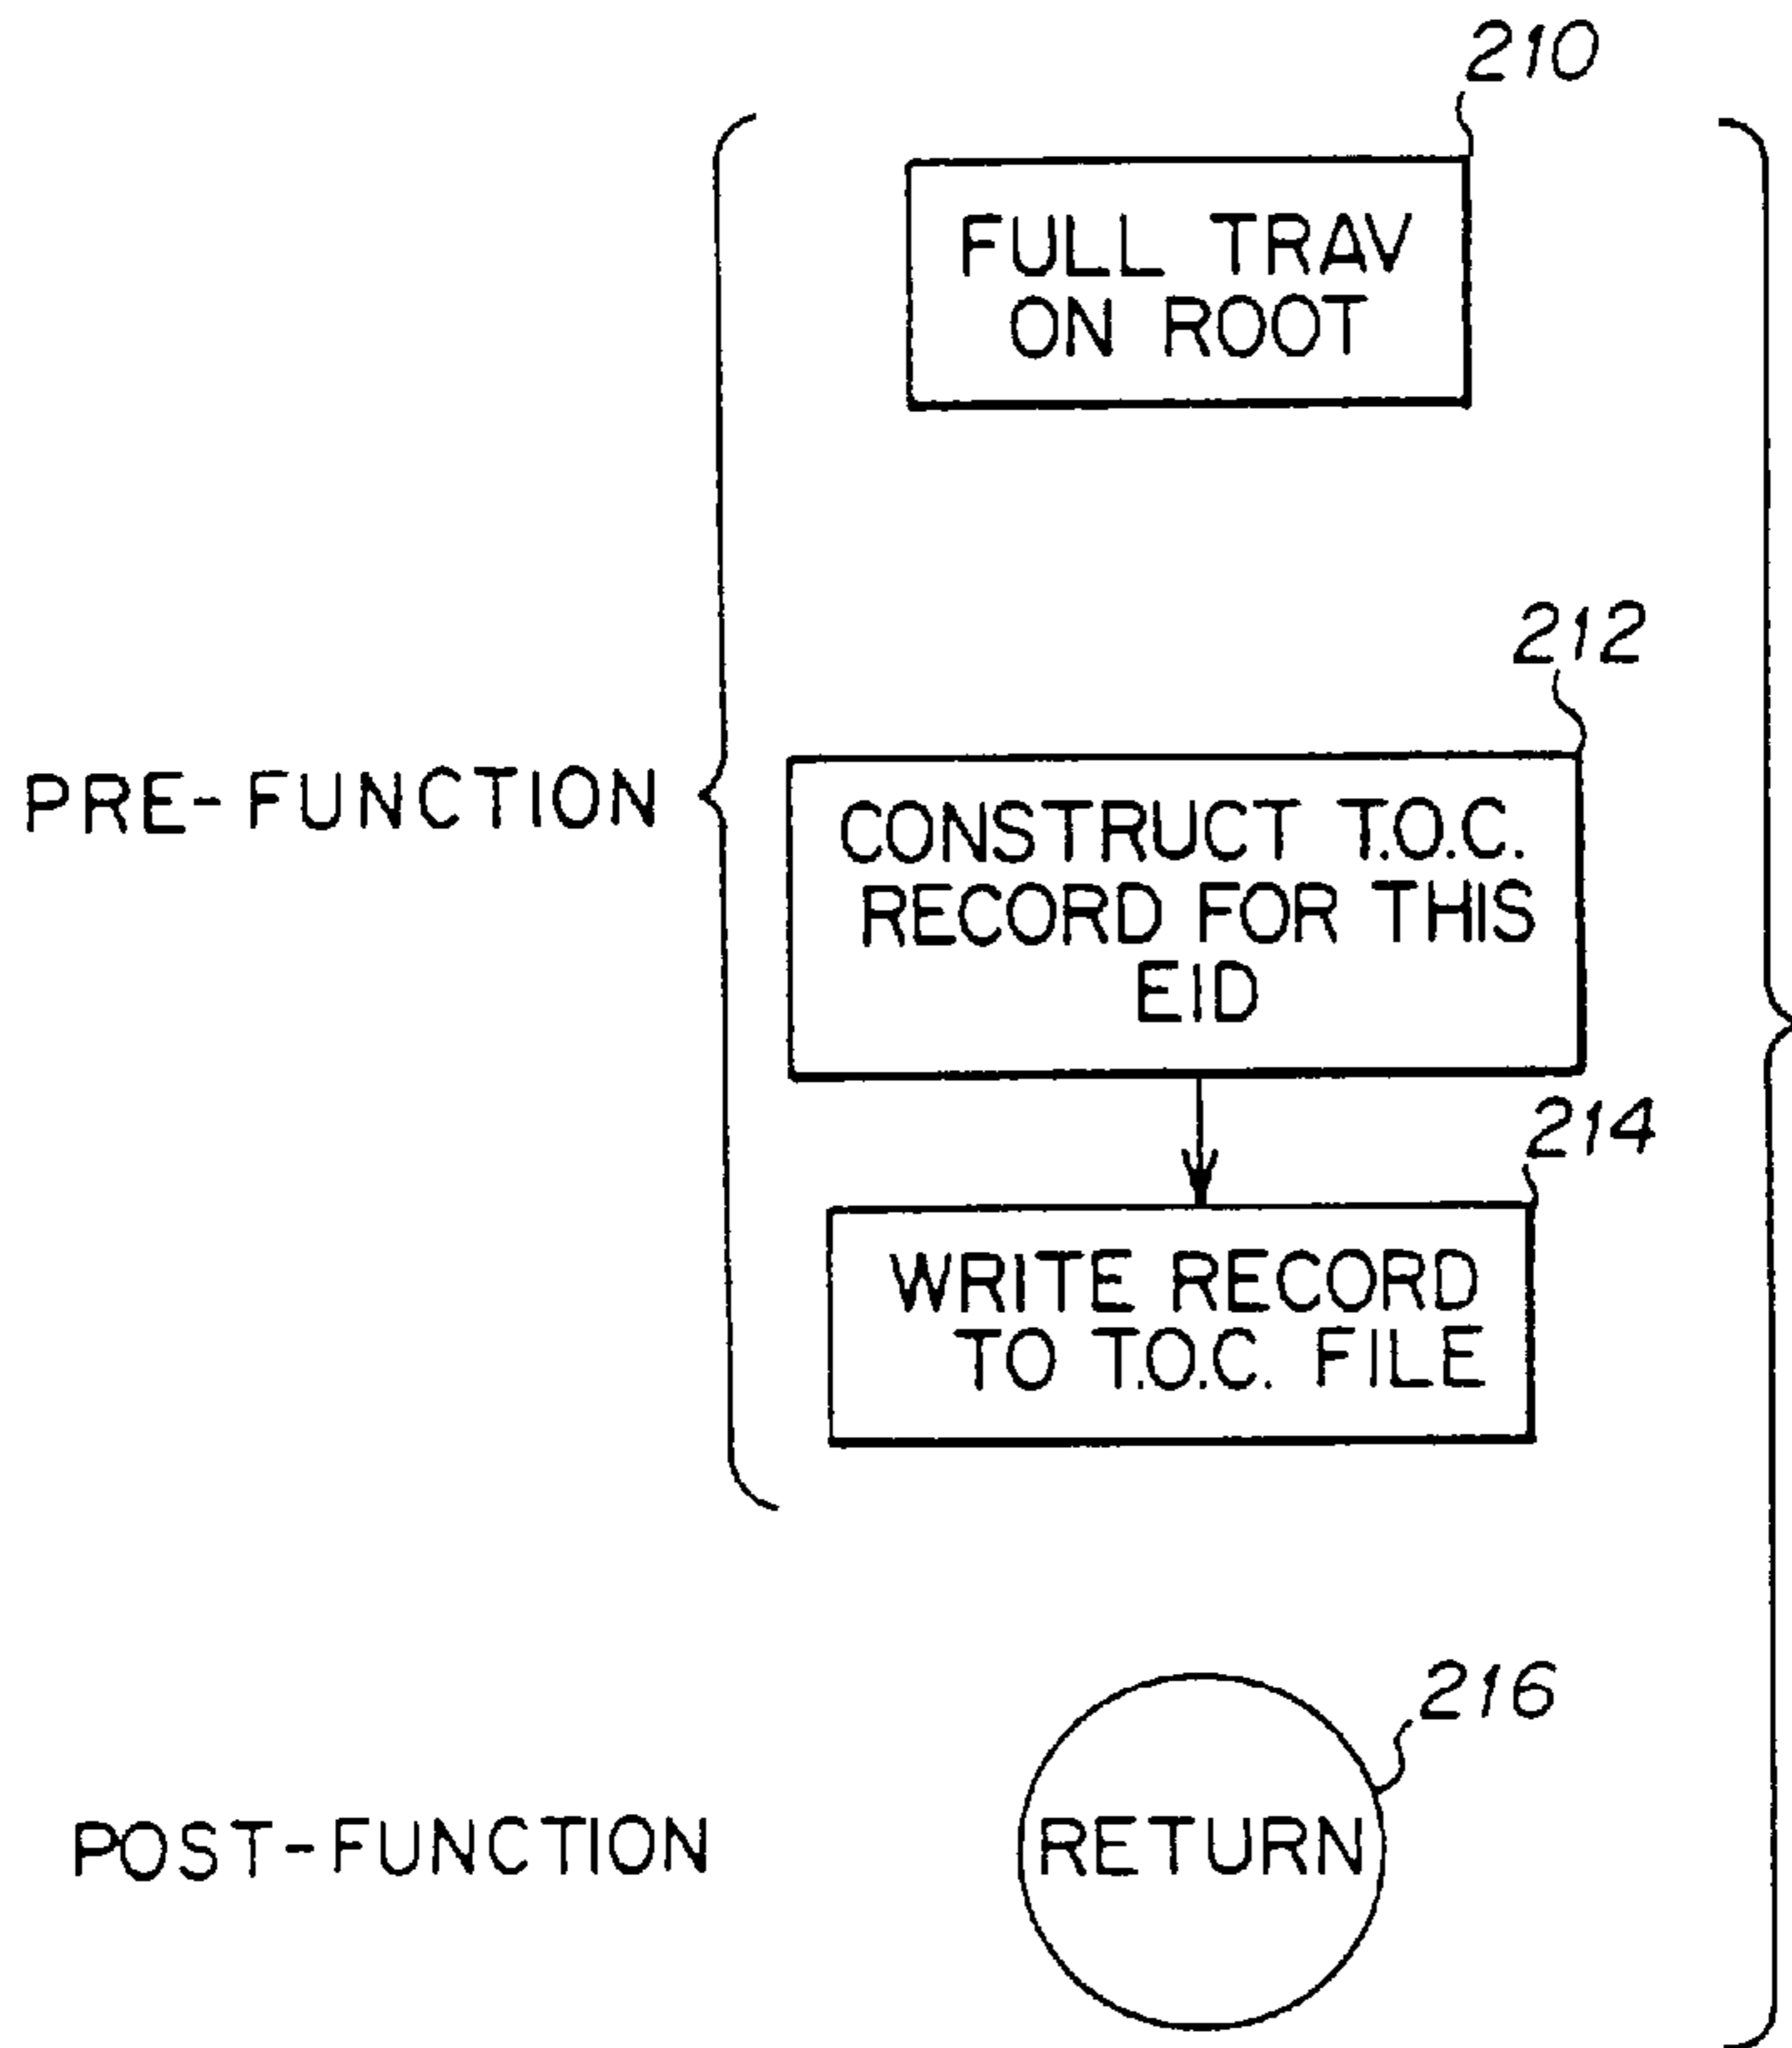 210
FULL TRAV
ON ROOT
212
PRE-FUNCTION
CONSTRUCT T.O.C.
RECORD FOR THIS
EID
214
WRITE RECORD
TO T.O.C. FILE
216
POST-FUNCTION
RETURN